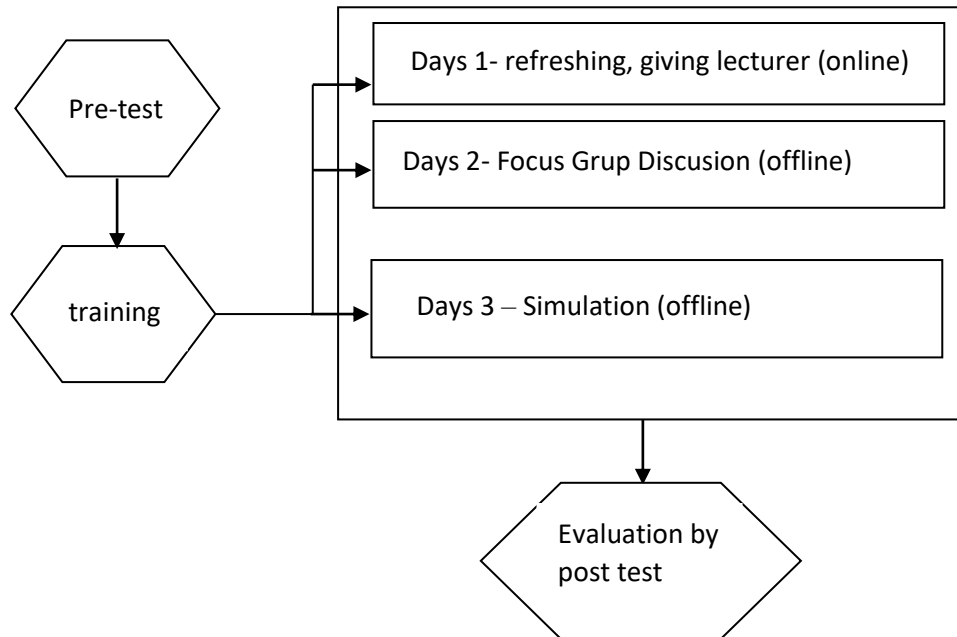 Pre-test
training
Days 1- refreshing, giving lecturer (online)
Days 2- Focus Grup Discusion (offline)
Days 3 – Simulation (offline)
Evaluation by
post test